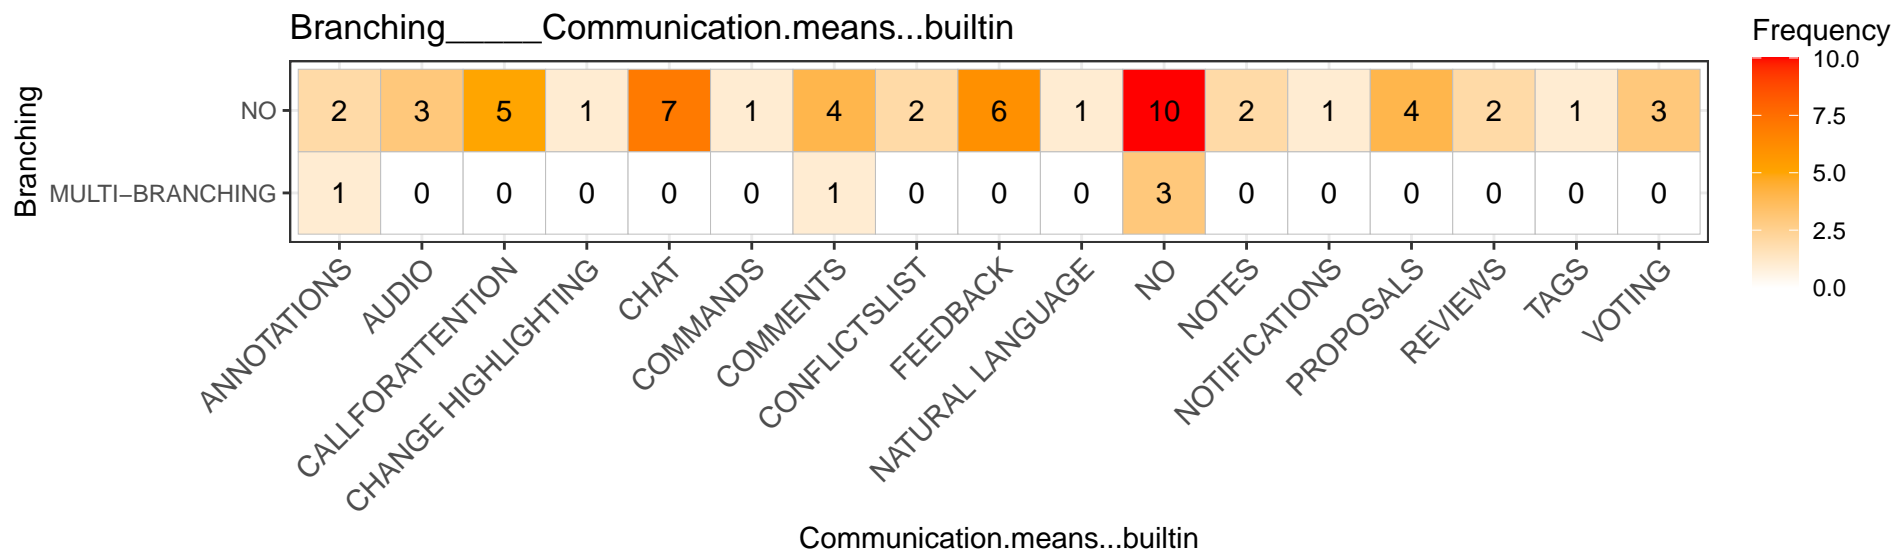 Branching_____Communication.means...builtin
Frequency
10.0
7.5
5.0
2.5
0.0
Branching
NO 2 3 5 1 7 1 4 2 6 1 10 2 1 4 2 1 3
MULTI−BRANCHING 1 0 0 0 0 0 1 0 0 0 3 0 0 0 0 0 0
ANNOTATIONS
AUDIO
CALLFORATTENTION
CHANGE HIGHLIGHTING
CHAT
COMMANDS
COMMENTS
CONFLICTSLIST
FEEDBACK
NATURAL LANGUAGE
NO
NOTES
NOTIFICATIONS
PROPOSALS
REVIEWS
TAGS
VOTING
Communication.means...builtin